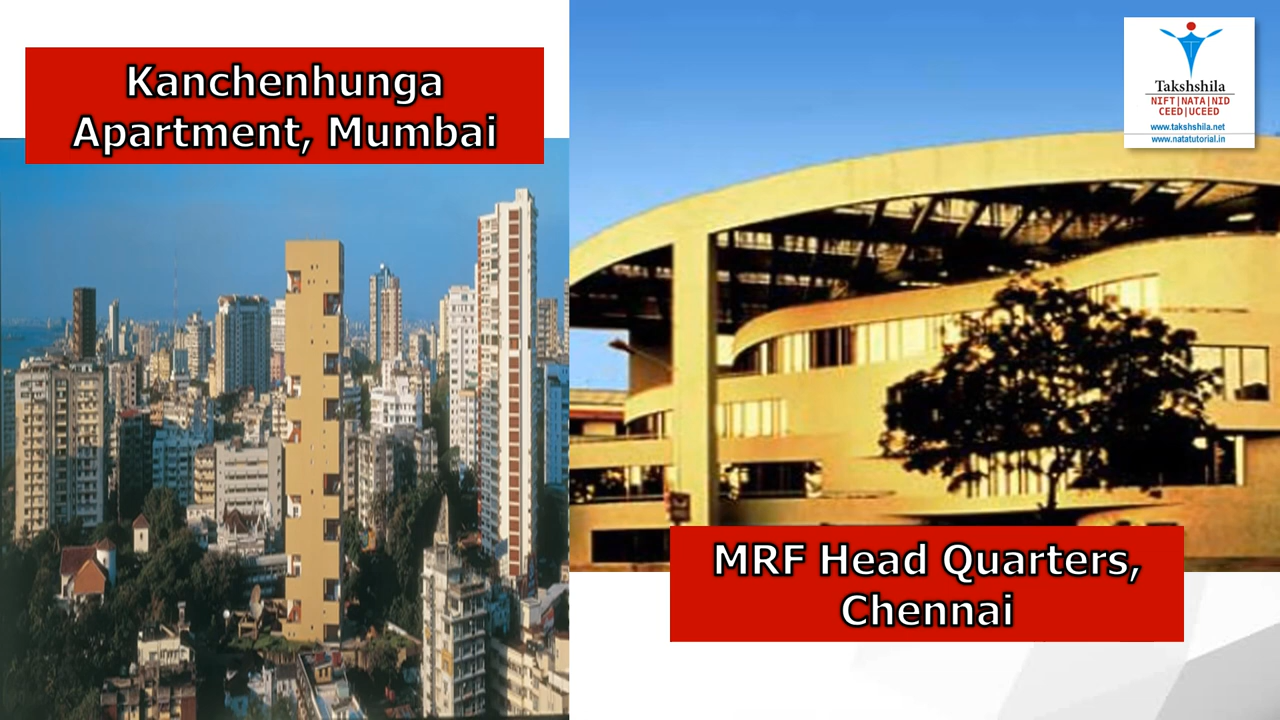 Kanchenhunga
Apartment, Mumbai
Takshshila
NIFT|NATA|NID
CEED|UCEED
www.takshshila.net
www.natatutorial.in
MRF Head Quarters,
Chennai